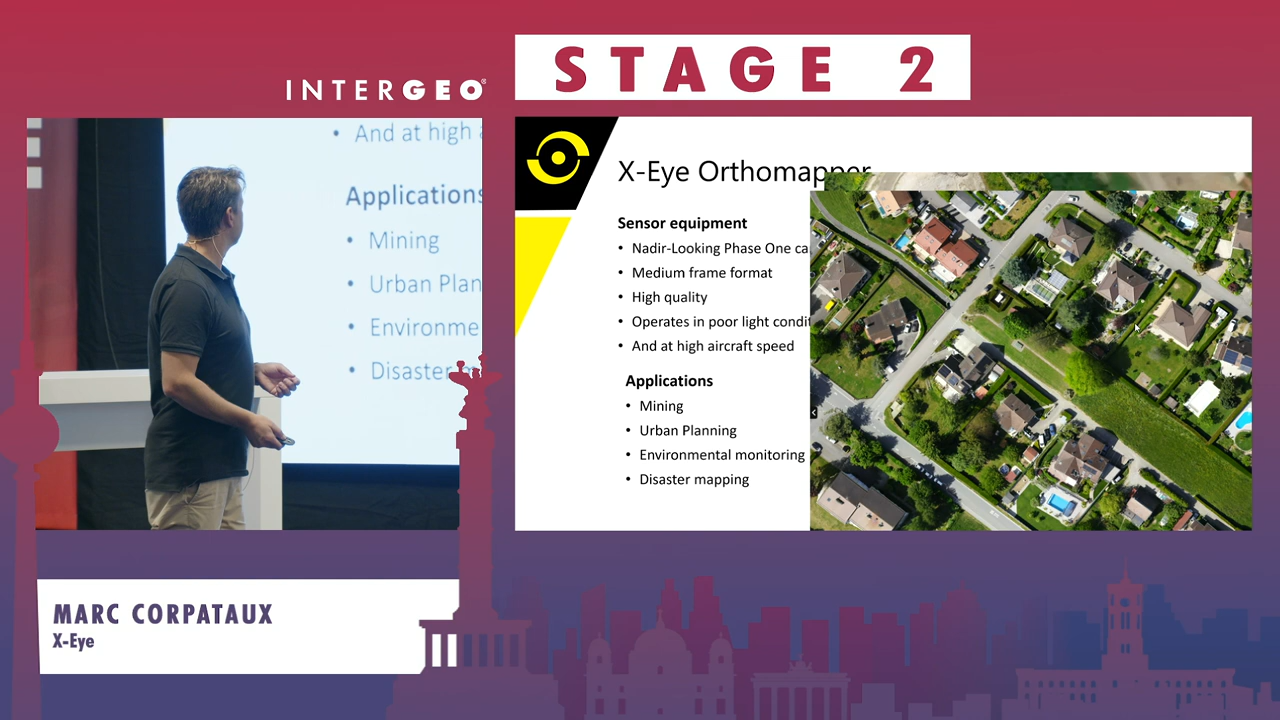 STAGE 2
INTERGEO®
And at high
Applications
• Mining
• Urban Plan
• Environme
• Disaster
X-Eye Orthomapper
Sensor equipment
• Nadir-Looking Phase One ca
• Medium frame format
• High quality
• Operates in poor light condit
• And at high aircraft speed
Applications
• Mining
• Urban Planning
• Environmental monitoring
• Disaster mapping
MARC CORPATAUX
X-Eye